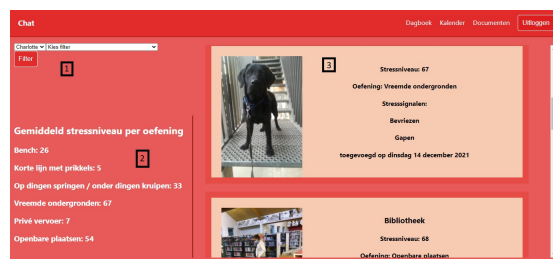 Chat
Dagboek Kalender Documenten Uitloggen
Charlotte Kies filter
Filter
1
Gemiddeld stressniveau per oefening
Bench: 26
Korte lijn met prikkels: 5
2
Op dingen springen / onder dingen kruipen: 33
Vreemde ondergronden: 67
Privé vervoer: 7
Openbare plaatsen: 54
3
Stressniveau: 67
Oefening: Vreemde ondergronden
Stresssignalen:
Bevriezen
Gapen
toegevoegd op dinsdag 14 december 2021
Bibliotheek
Stressniveau: 68
Oefening: Openbare plaatsen